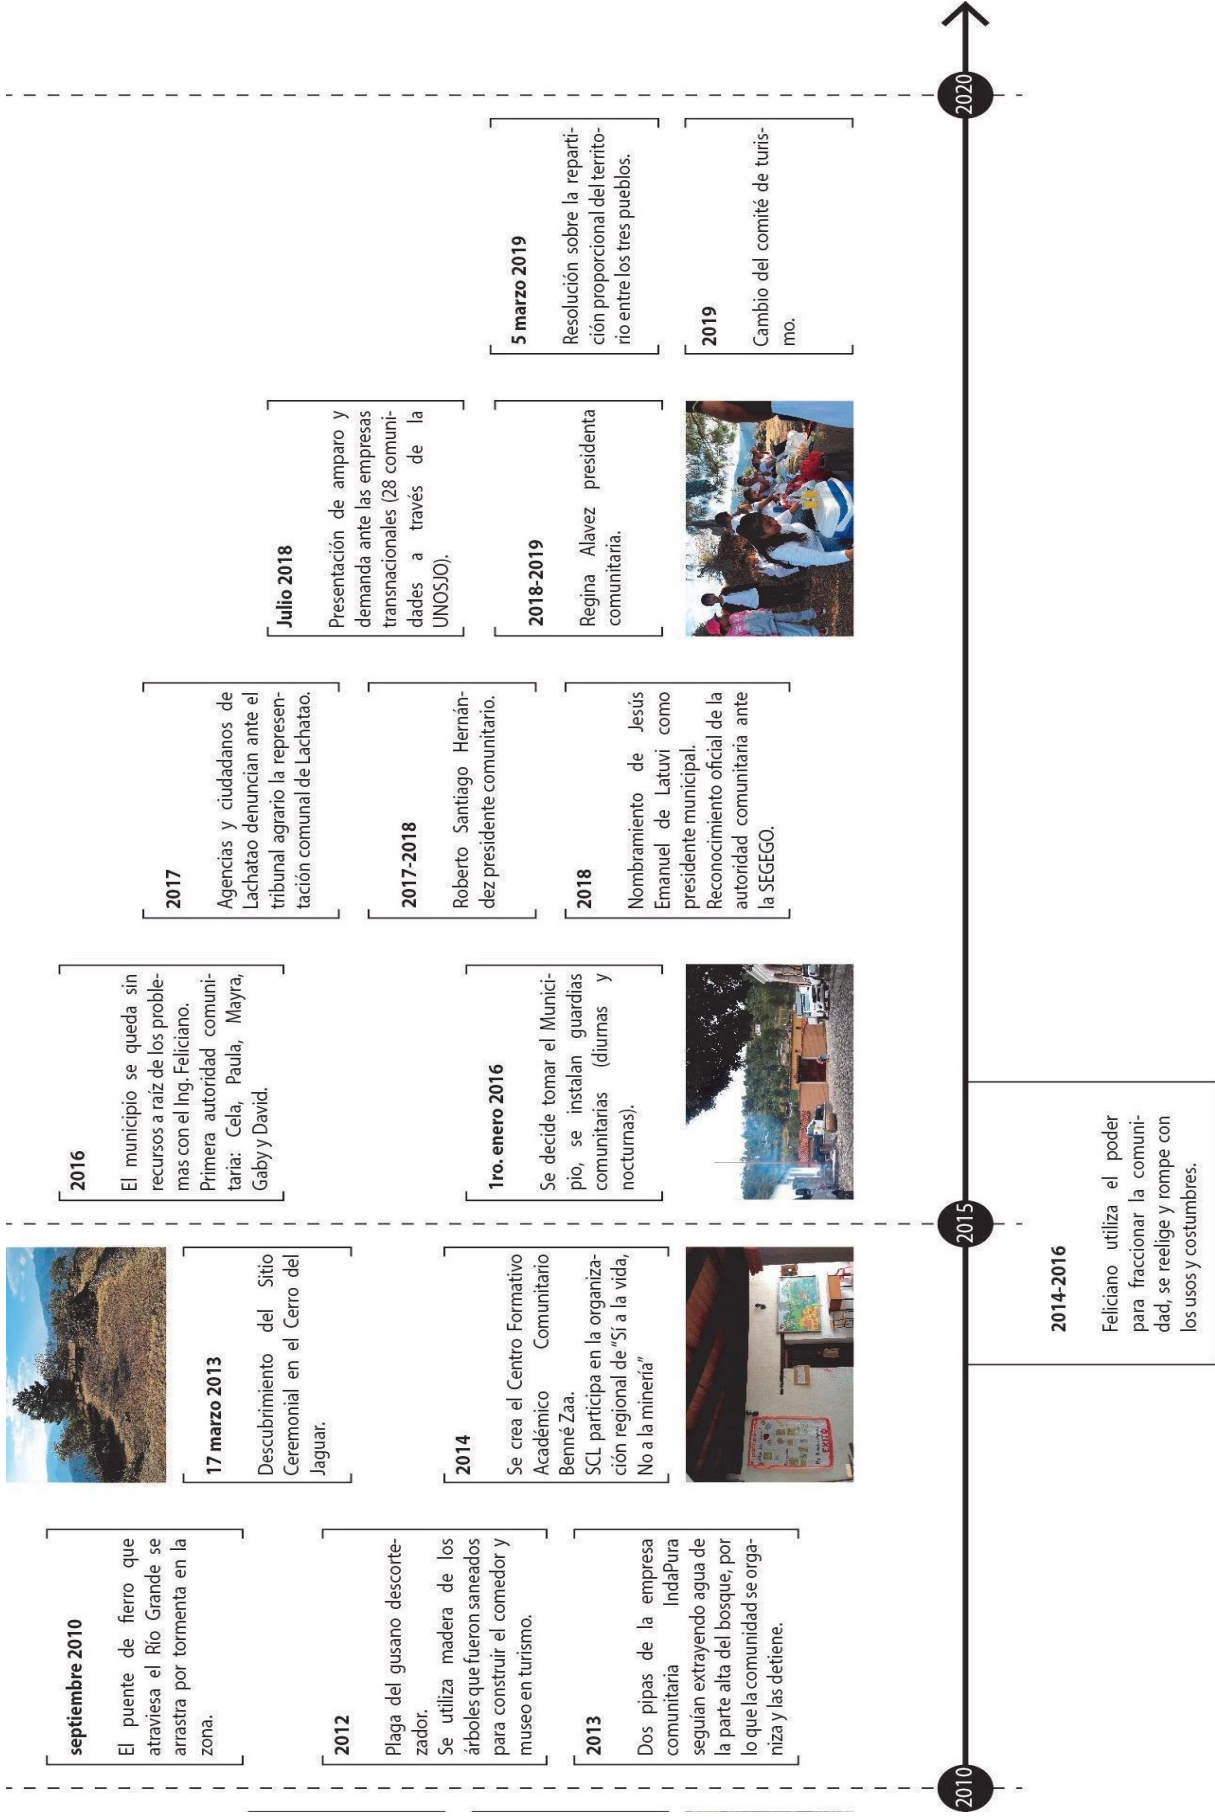 septiembre 2010
El puente de fierro que
atraviesa el Río Grande se
arrastra por tormenta en la
zona.
2012
Plaga del gusano descorte-
zador.
Se utiliza madera de los
árboles que fueron saneados
para construir el comedor y
museo en turismo.
2013
Dos pipas de la empresa
comunitaria IndaPura
seguían extrayendo agua de
la parte alta del bosque, por
lo que la comunidad se orga-
niza y las detiene.
17 marzo 2013
Descubrimiento del Sitio
Ceremonial en el Cerro del
Jaguar.
2014
Se crea el Centro Formativo
Académico Comunitario
Benné Zaa.
SCL participa en la organiza-
ción regional de “Sí a la vida,
No a la minería”
2016
El municipio se queda sin
recursos a raíz de los proble-
mas con el Ing. Feliciano.
Primera autoridad comuni-
taria: Cela, Paula, Mayra,
Gaby y David.
1ro. enero 2016
Se decide tomar el Munici-
pio, se instalan guardias
comunitarias (diurnas y
nocturnas).
2017
Agencias y ciudadanos de
Lachatao denuncian ante el
tribunal agrario la represen-
tación comunal de Lachatao.
2017-2018
Roberto Santiago Hernán-
dez presidente comunitario.
2018
Nombramiento de Jesús
Emanuel de Latuvi como
presidente municipal.
Reconocimiento oficial de la
autoridad comunitaria ante
la SEGEGO.
Julio 2018
Presentación de amparo y
demanda ante las empresas
transnacionales (28 comuni-
dades a través de la
UNOSJO).
2018-2019
Regina Alavez presidenta
comunitaria.
5 marzo 2019
Resolución sobre la reparti-
ción proporcional del territo-
rio entre los tres pueblos.
2019
Cambio del comité de turis-
mo.
2010
2015
2020
2014-2016
Feliciano utiliza el poder
para fraccionar la comuni-
dad, se reelige y rompe con
los usos y costumbres.